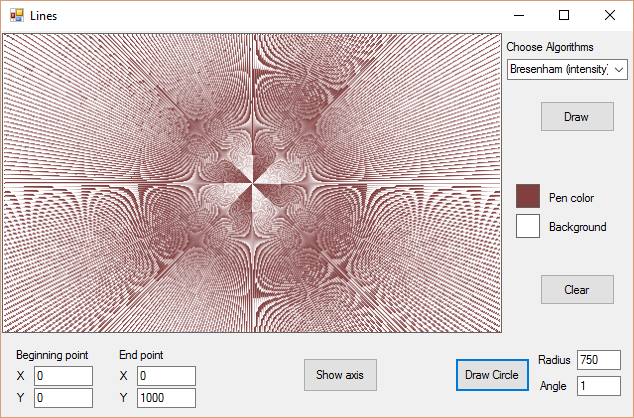 Lines
Choose Algorithms
Bresenham (intensity)
Draw
Pen color
Background
Clear
Beginning point
End point
X 0
X 0
Y 0
Y 1000
Show axis
Draw Circle
Radius 750
Angle 1